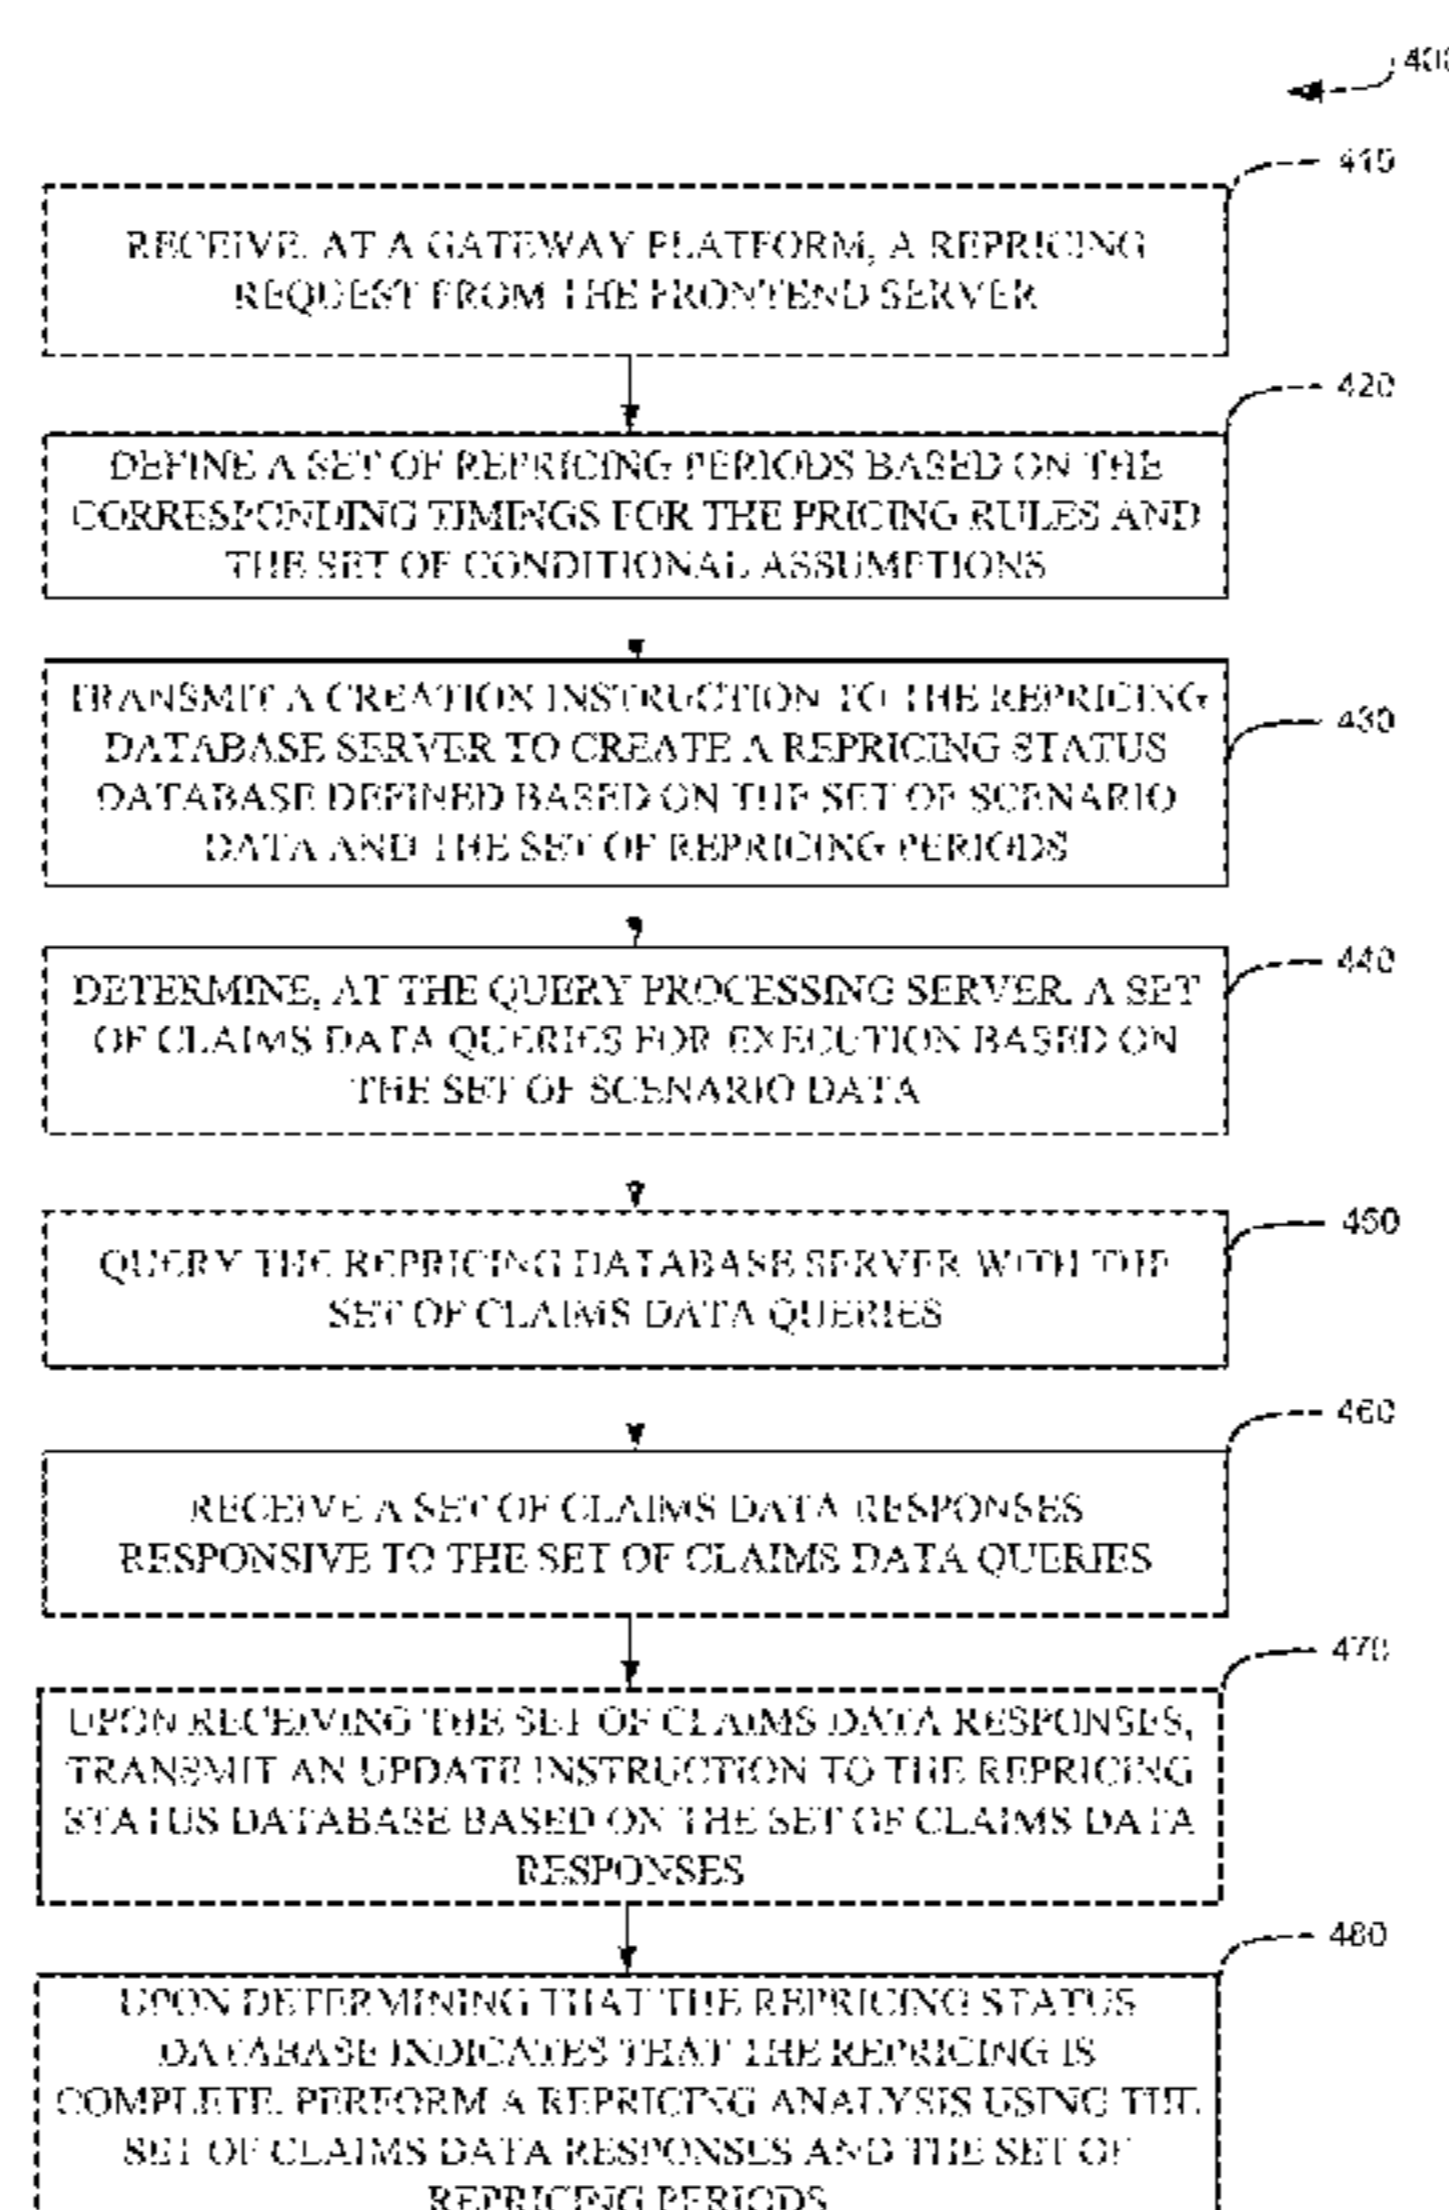 400
410
RECEIVE, AT A GATEWAY PLATFORM, A REPRICING
REQUEST FROM THE FRONTEND SERVER
420
DEFINE A SET OF REPRICING PERIODS BASED ON THE
CORRESPONDING TIMINGS FOR THE PRICING RULES AND
THE SET OF CONDITIONAL ASSUMPTIONS
430
TRANSMIT A CREATION INSTRUCTION TO THE REPRICING
DATABASE SERVER TO CREATE A REPRICING STATUS
DATABASE DEFINED BASED ON THE SET OF SCENARIO
DATA AND THE SET OF REPRICING PERIODS
440
DETERMINE, AT THE QUERY PROCESSING SERVER, A SET
OF CLAIMS DATA QUERIES FOR EXECUTION BASED ON
THE SET OF SCENARIO DATA
450
QUERY THE REPRICING DATABASE SERVER WITH THE
SET OF CLAIMS DATA QUERIES
460
RECEIVE A SET OF CLAIMS DATA RESPONSES
RESPONSIVE TO THE SET OF CLAIMS DATA QUERIES
470
UPON RECEIVING THE SET OF CLAIMS DATA RESPONSES,
TRANSMIT AN UPDATE INSTRUCTION TO THE REPRICING
STATUS DATABASE BASED ON THE SET OF CLAIMS DATA
RESPONSES
480
UPON DETERMINING THAT THE REPRICING STATUS
DATABASE INDICATES THAT THE REPRICING IS
COMPLETE, PERFORM A REPRICING ANALYSIS USING THE
SET OF CLAIMS DATA RESPONSES AND THE SET OF
REPRICING PERIODS